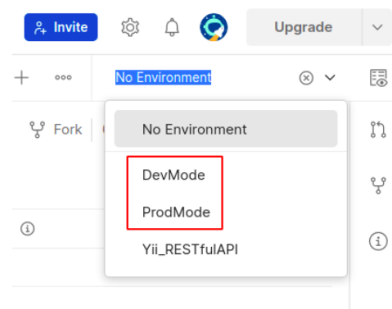 Invite
Upgrade
No Environment
Fork
No Environment
DevMode
ProdMode
Yii_RESTfulAPI